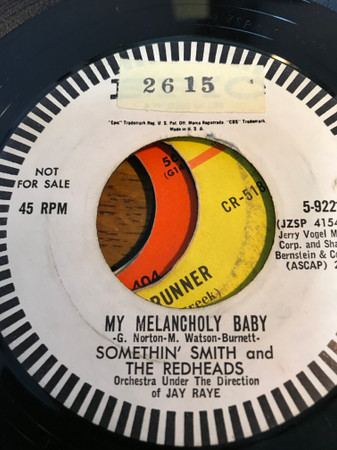 2615
"Epic" Trademark Reg. U. S. Pat. Off. Marca Registrada "CBS" Trademark
Made in U. S. A.
NOT
FOR SALE
45 RPM
5-922
(JZSP 4154
Jerry Vogel M
Corp. and Sha
Bernstein & Co
(ASCAP) 2
CR-518
404
RUNNER
MY MELANCHOLY BABY
-G. Norton-M. Watson-Burnett-
SOMETHIN' SMITH and
THE REDHEADS
Orchestra Under The Direction
of JAY RAYE